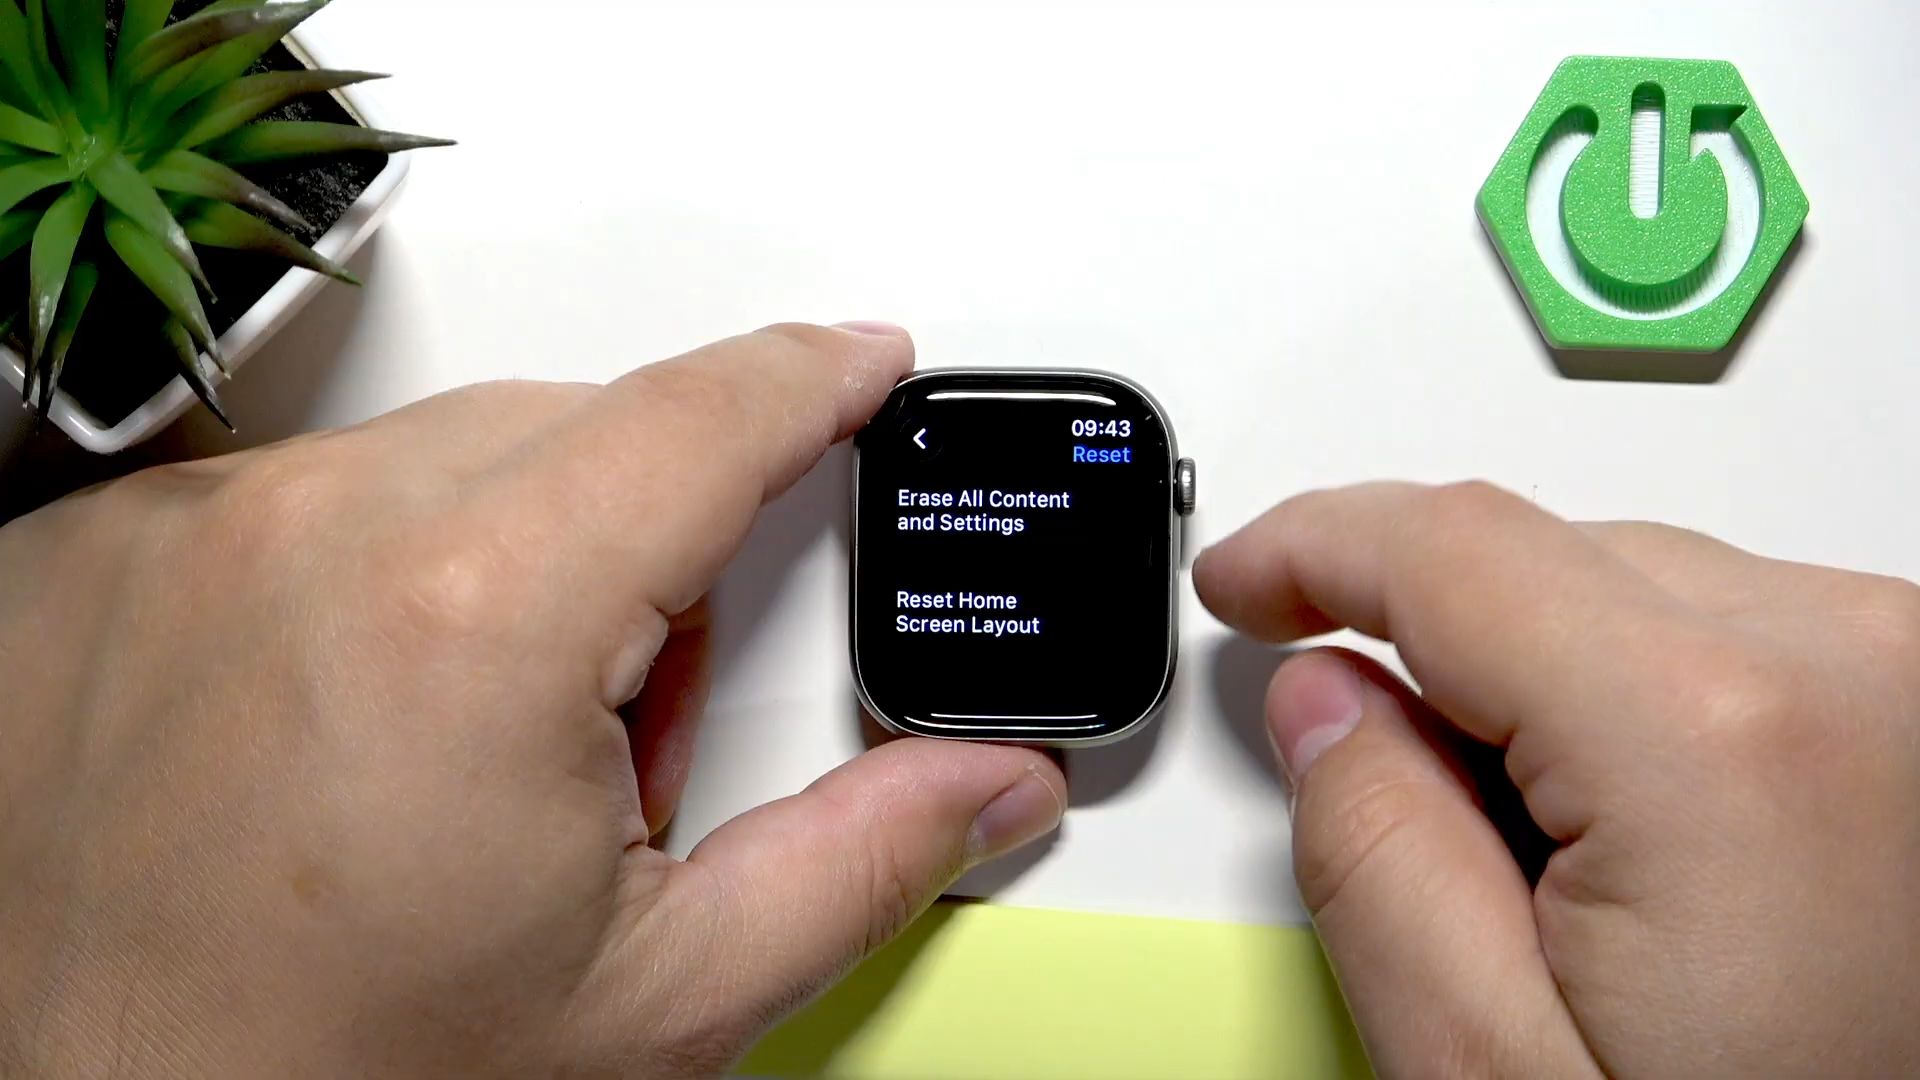 09:43
Reset
Erase All Content
and Settings
Reset Home
Screen Layout